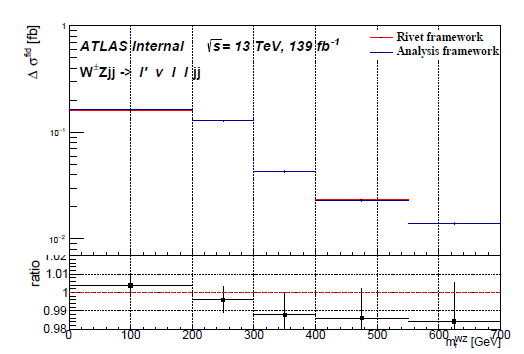 1
Δ σ^fid [fb]
ATLAS Internal √s = 13 TeV, 139 fb⁻¹
Rivet framework
Analysis framework
W±Zjj -> l' ν l l jj
10⁻¹
10⁻²
ratio
1.02
1.01
1
0.99
0.98
0 100 200 300 400 500 600 700
m^WZ [GeV]